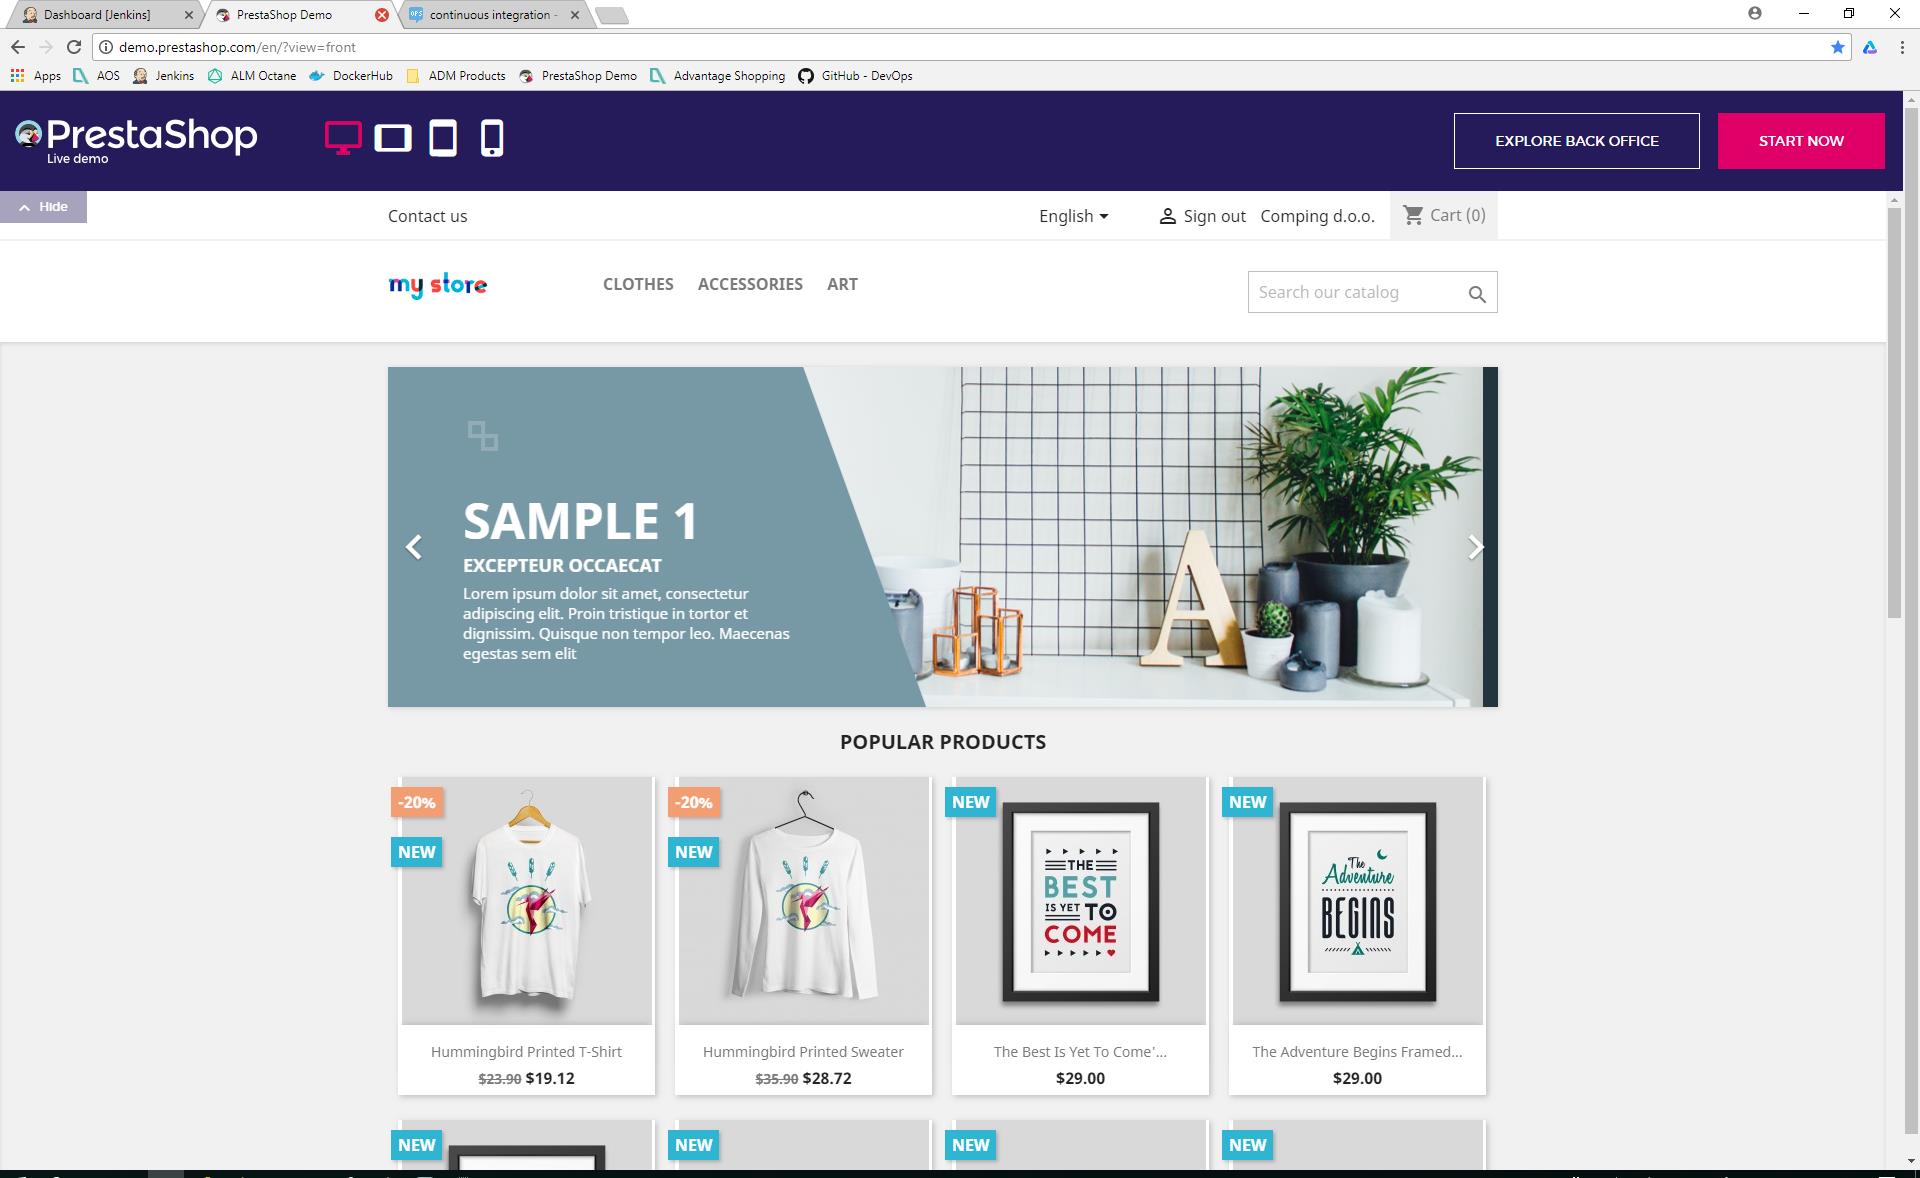 Dashboard [Jenkins]
PrestaShop Demo
continuous integration -
demo.prestashop.com/en/?view=front
Apps
AOS
Jenkins
ALM Octane
DockerHub
ADM Products
PrestaShop Demo
Advantage Shopping
GitHub - DevOps
PrestaShop
Live demo
EXPLORE BACK OFFICE
START NOW
Hide
Contact us
English
Sign out
Comping d.o.o.
Cart (0)
my store
CLOTHES
ACCESSORIES
ART
Search our catalog
SAMPLE 1
EXCEPTEUR OCCAECAT
Lorem ipsum dolor sit amet, consectetur
adipiscing elit. Proin tristique in tortor et
dignissim. Quisque non tempor leo. Maecenas
egestas sem elit
A
POPULAR PRODUCTS
-20%
NEW
Hummingbird Printed T-Shirt
$23.90 $19.12
-20%
NEW
Hummingbird Printed Sweater
$35.90 $28.72
NEW
THE
BEST
IS YET TO
COME
The Best Is Yet To Come'...
$29.00
NEW
The
Adventure
BEGINS
The Adventure Begins Framed...
$29.00
NEW
NEW
NEW
NEW